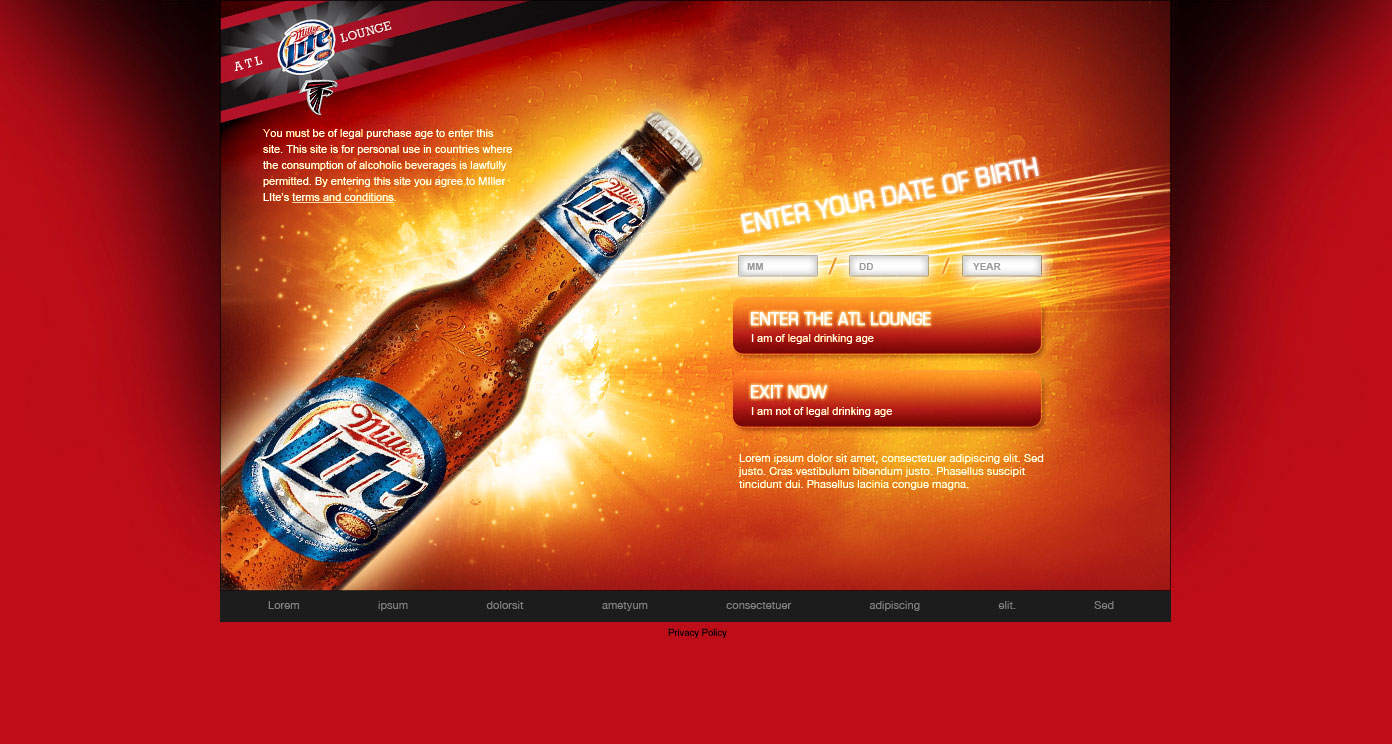 ATL
Miller
Lite
LOUNGE
You must be of legal purchase age to enter this
site. This site is for personal use in countries where
the consumption of alcoholic beverages is lawfully
permitted. By entering this site you agree to MIller
LIte's terms and conditions.
Miller
Lite
ENTER YOUR DATE OF BIRTH
MM / DD / YEAR
ENTER THE ATL LOUNGE
I am of legal drinking age
Miller
EXIT NOW
I am not of legal drinking age
Miller
Lite
TRUE PILSNER
BEER
Lorem ipsum dolor sit amet, consectetuer adipiscing elit. Sed
justo. Cras vestibulum bibendum justo. Phasellus suscipit
tincidunt dui. Phasellus lacinia congue magna.
Lorem ipsum dolorsit ametyum consectetuer adipiscing elit. Sed
Privacy Policy